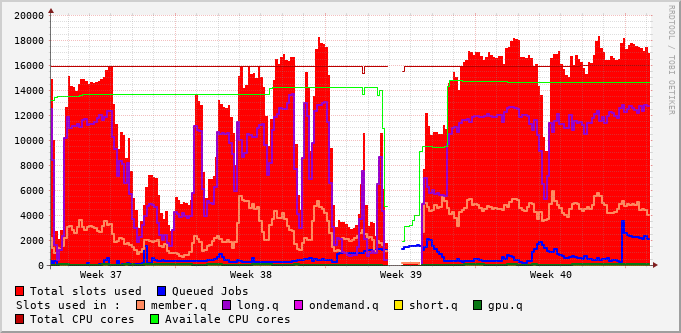 20000
18000
16000
14000
12000
10000
8000
6000
4000
2000
0
Week 37 Week 38 Week 39 Week 40
RRDTOOL / TOBI OETIKER
Total slots used Queued Jobs
Slots used in : member.q long.q ondemand.q short.q gpu.q
Total CPU cores Availale CPU cores